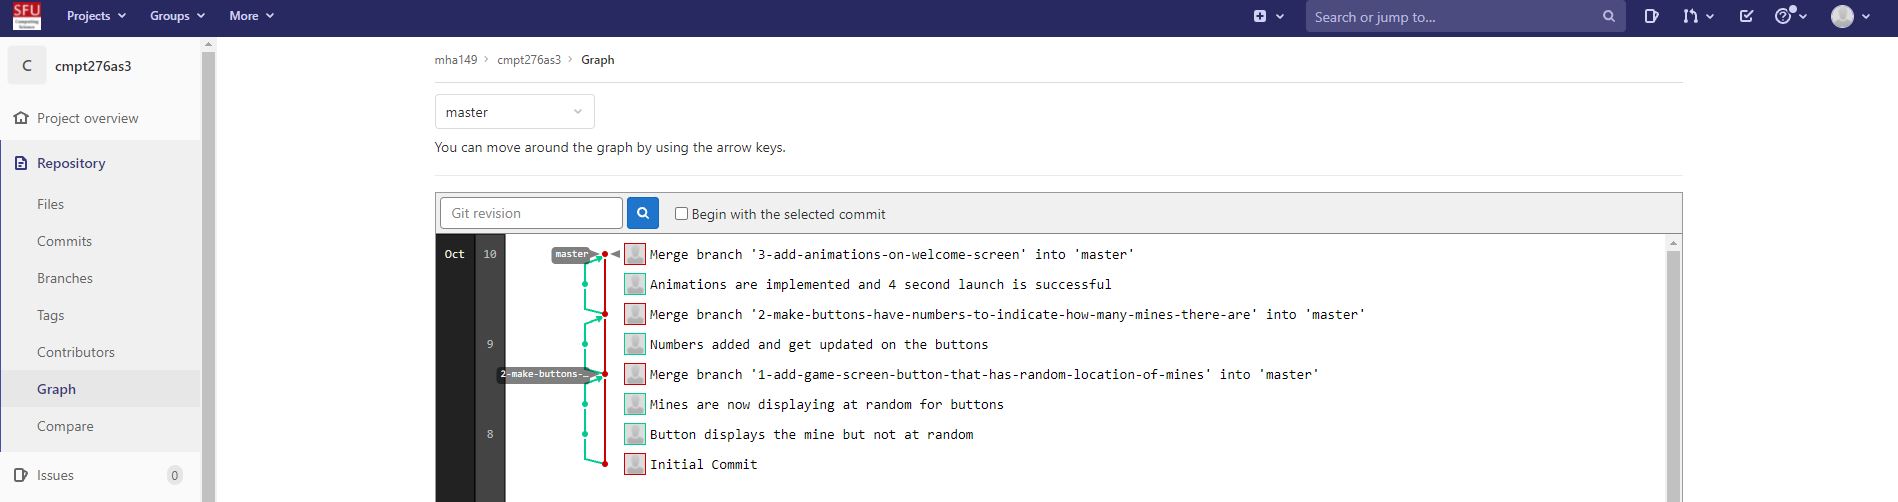 SFU
Computing
Science
Projects Groups More
Search or jump to...
C cmpt276as3
Project overview
Repository
Files
Commits
Branches
Tags
Contributors
Graph
Compare
Issues 0
mha149 > cmpt276as3 > Graph
master
You can move around the graph by using the arrow keys.
Git revision
Begin with the selected commit
Oct 10 master Merge branch '3-add-animations-on-welcome-screen' into 'master'
Animations are implemented and 4 second launch is successful
Merge branch '2-make-buttons-have-numbers-to-indicate-how-many-mines-there-are' into 'master'
9 Numbers added and get updated on the buttons
2-make-buttons-… Merge branch '1-add-game-screen-button-that-has-random-location-of-mines' into 'master'
Mines are now displaying at random for buttons
8 Button displays the mine but not at random
Initial Commit